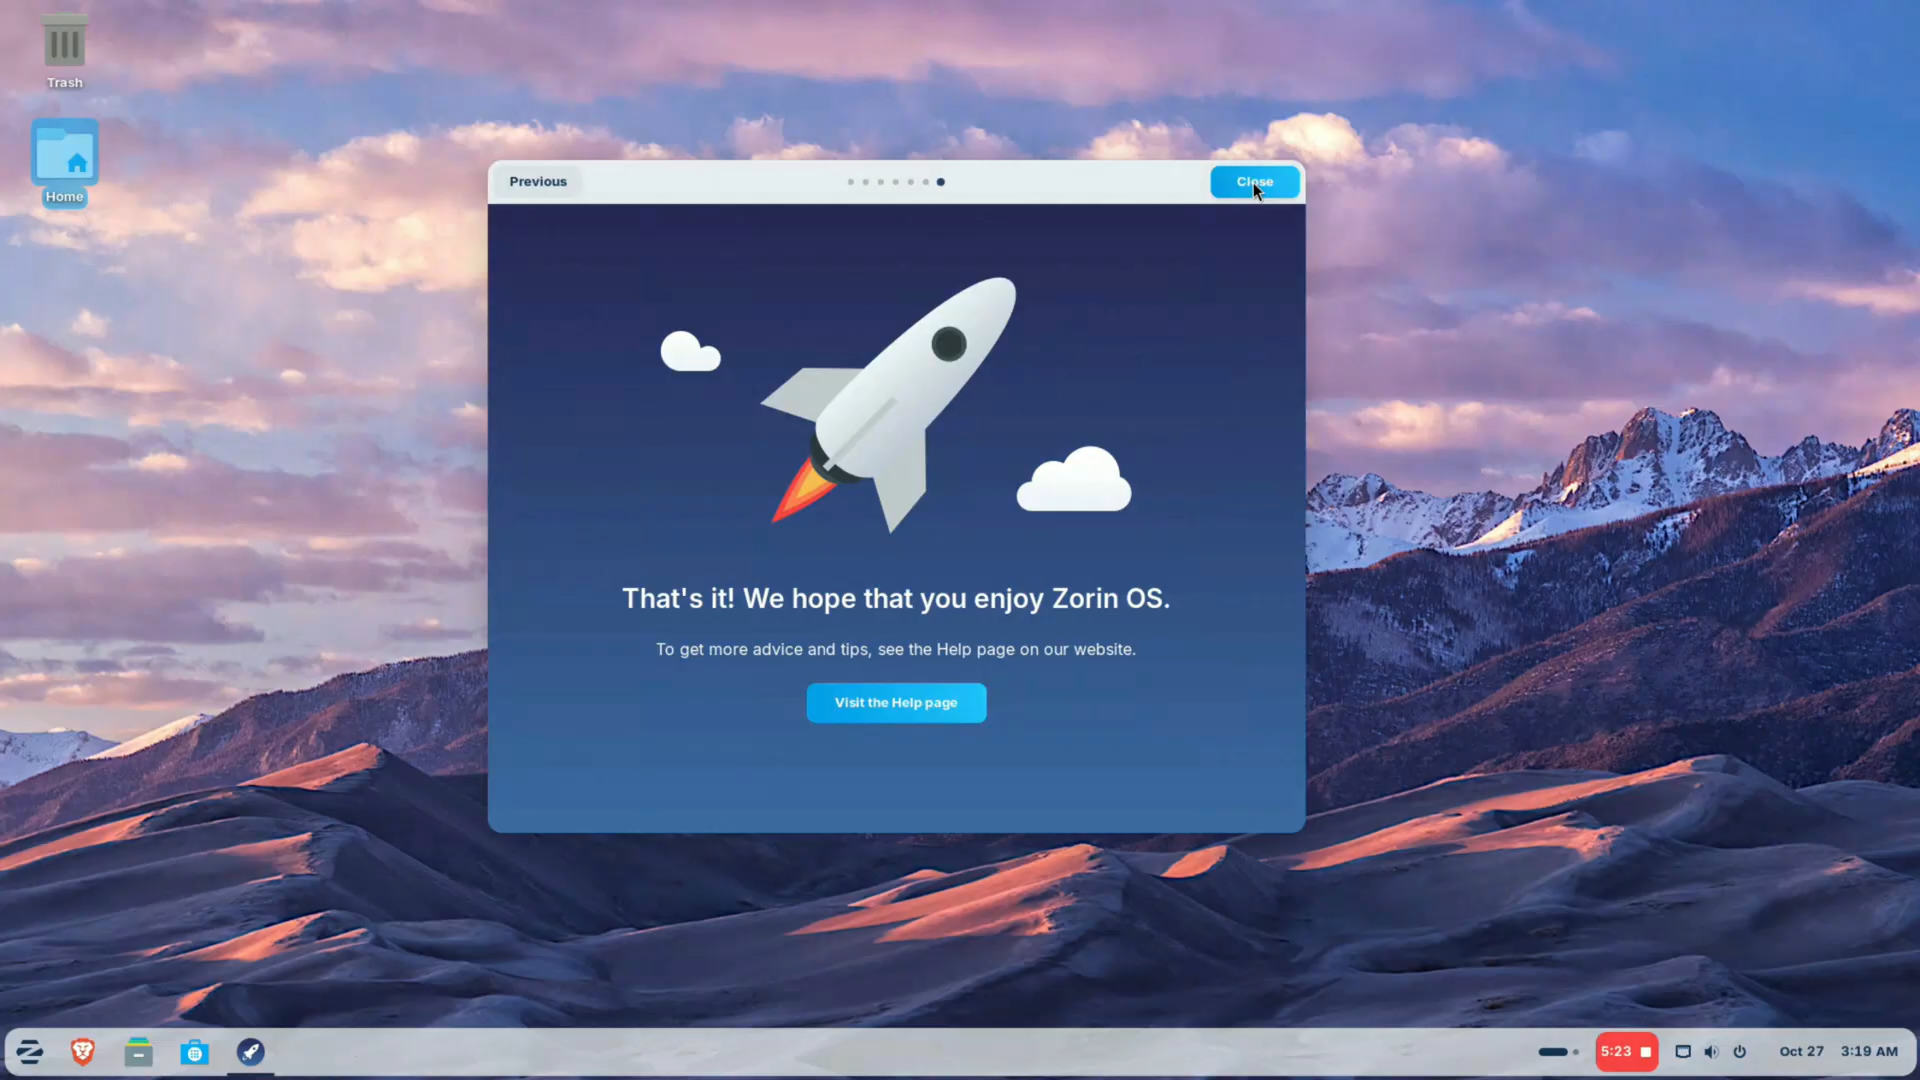 Trash
Home
Previous
Close
That's it! We hope that you enjoy Zorin OS.
To get more advice and tips, see the Help page on our website.
Visit the Help page
5:23
Oct 27 3:19 AM